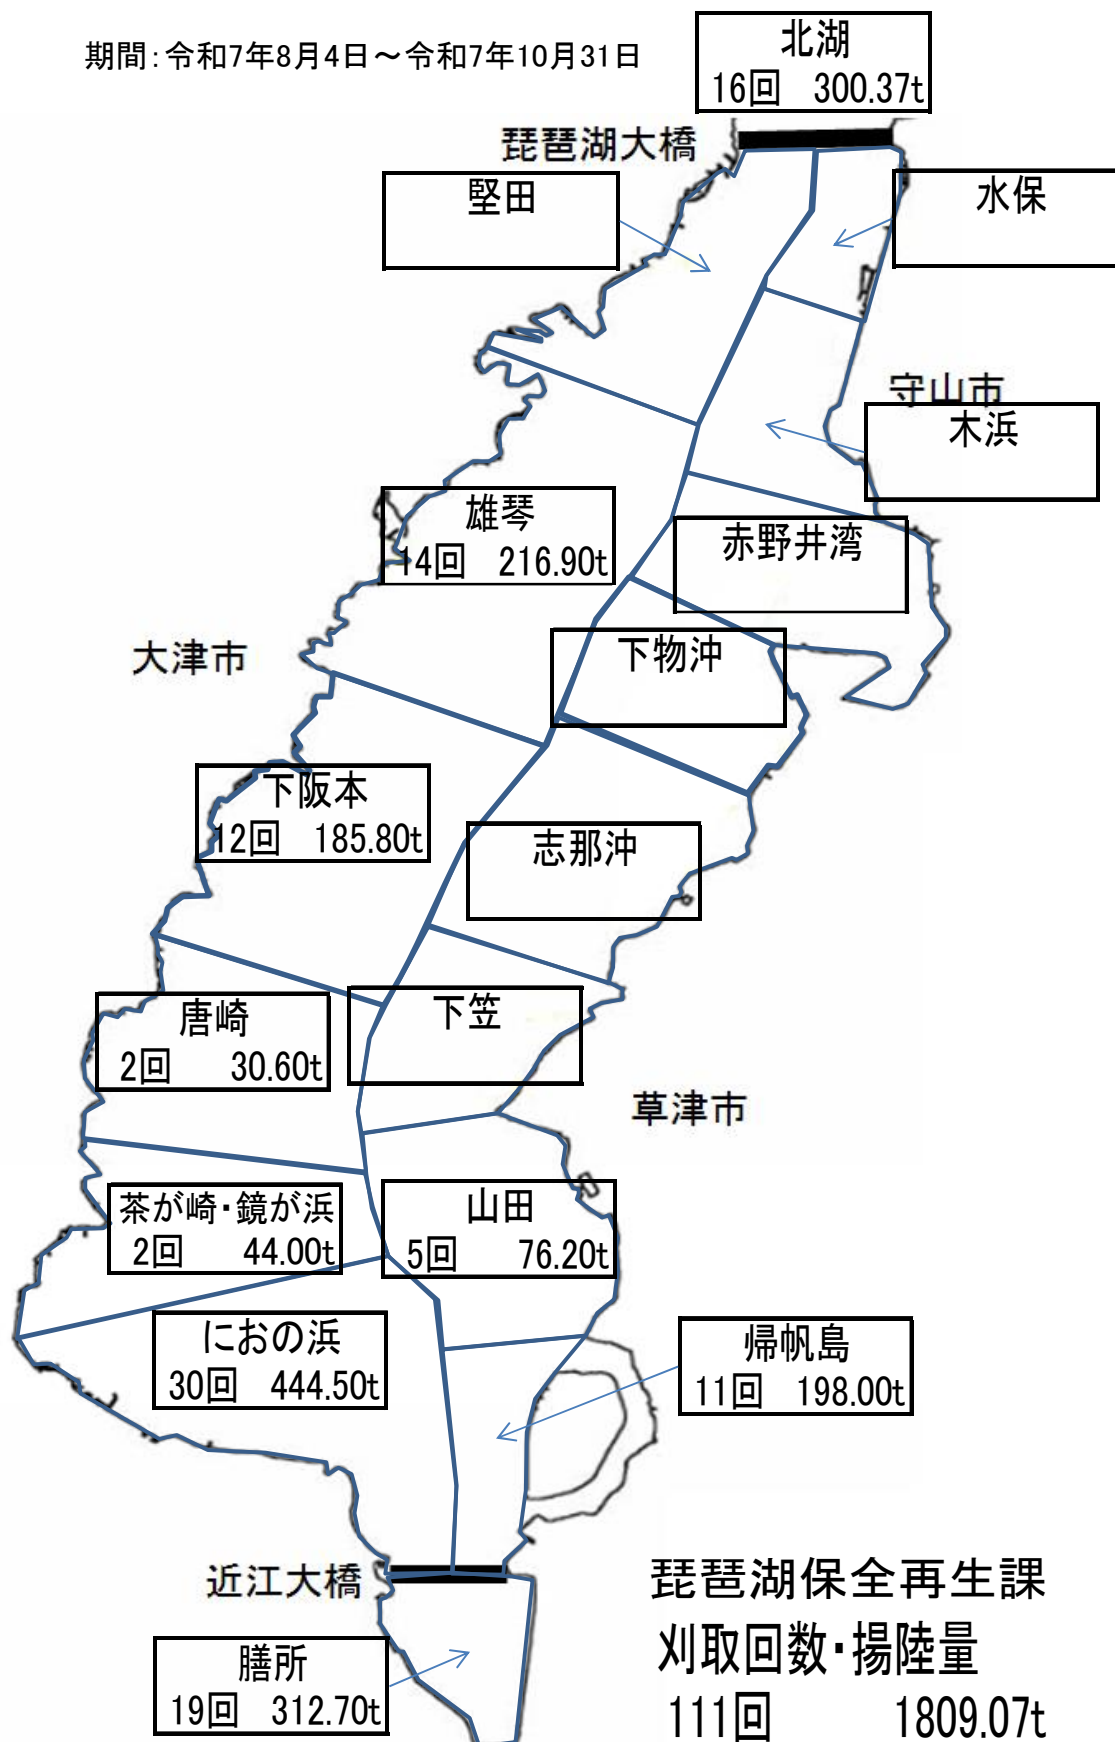 期間：令和7年8月4日～令和7年10月31日
北湖
16回 300.37t
琵琶湖大橋
堅田
水保
守山市
木浜
雄琴
14回 216.90t
赤野井湾
大津市
下物沖
下阪本
12回 185.80t
志那沖
唐崎
2回 30.60t
下笠
草津市
茶が崎・鏡が浜
2回 44.00t
山田
5回 76.20t
におの浜
30回 444.50t
帰帆島
11回 198.00t
近江大橋
琵琶湖保全再生課
刈取回数・揚陸量
111回 1809.07t
膳所
19回 312.70t